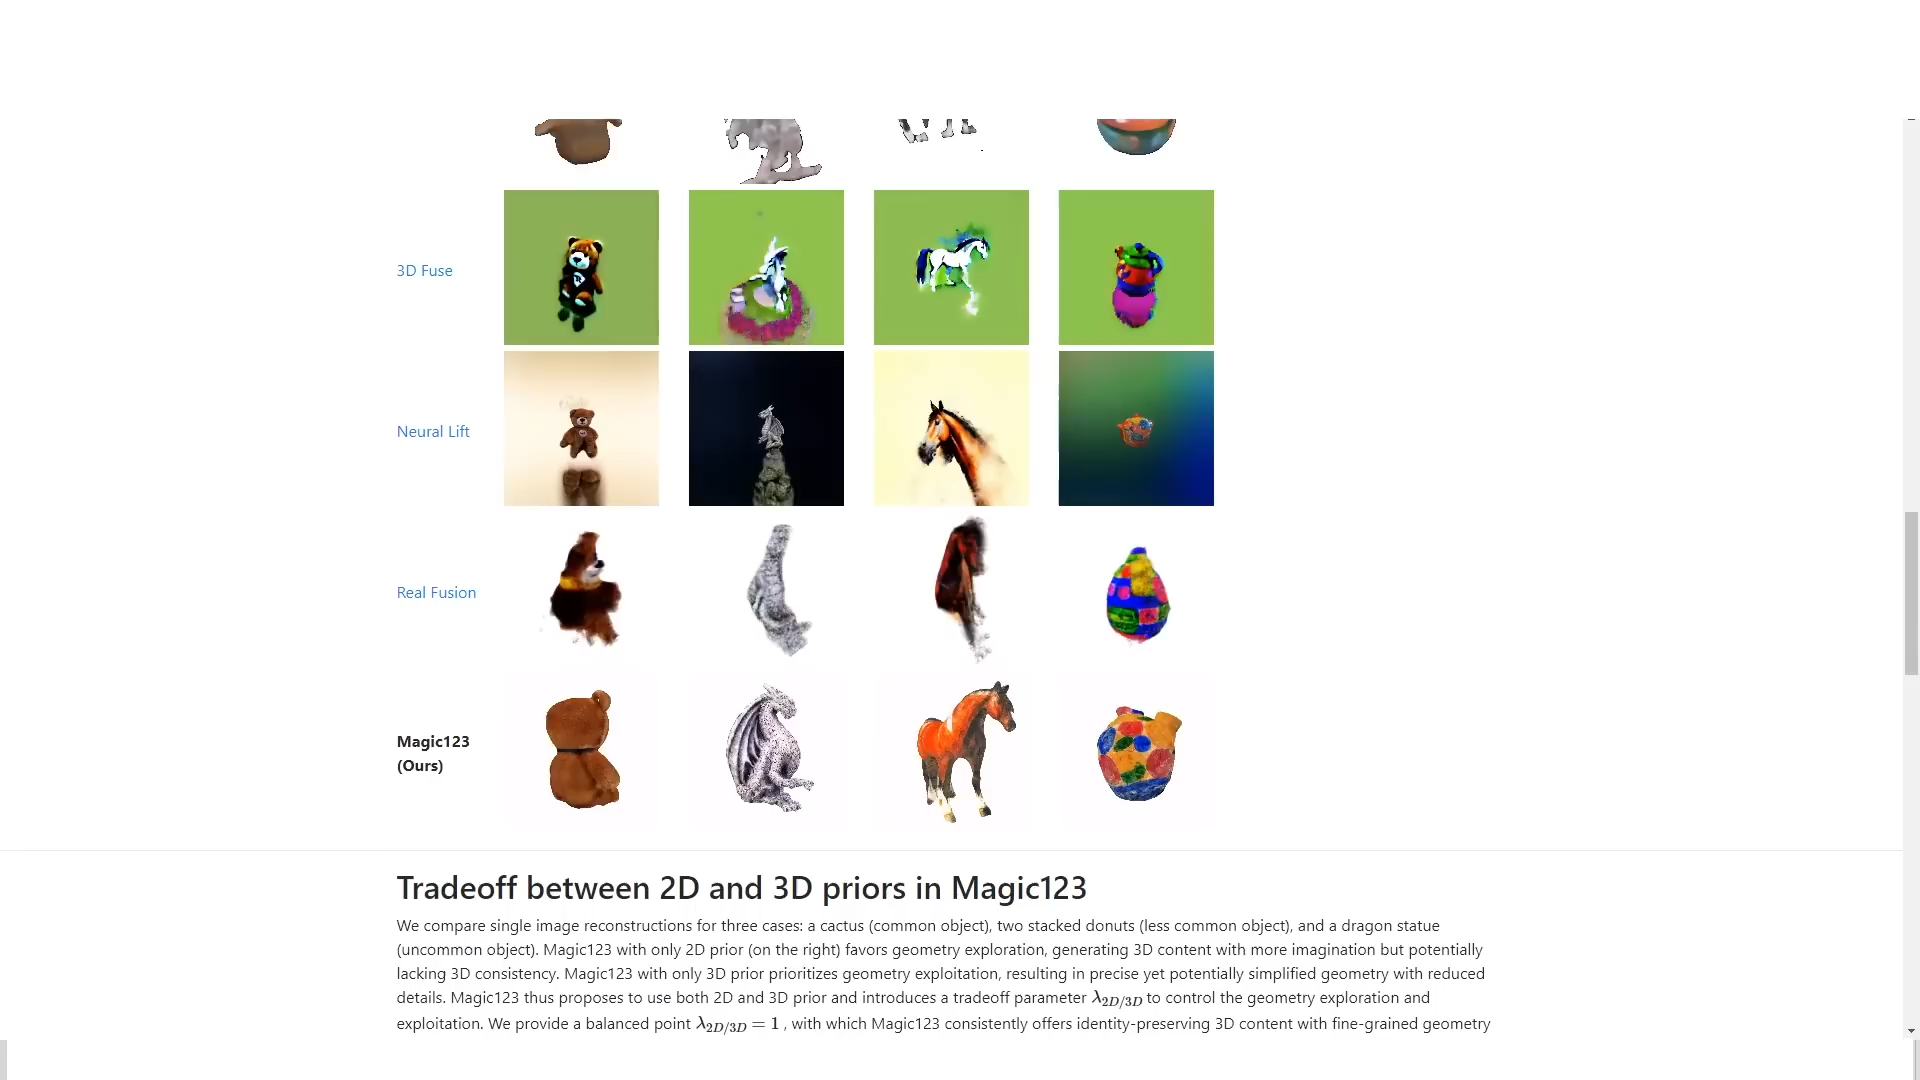 3D Fuse
Neural Lift
Real Fusion
Magic123
(Ours)
Tradeoff between 2D and 3D priors in Magic123
We compare single image reconstructions for three cases: a cactus (common object), two stacked donuts (less common object), and a dragon statue
(uncommon object). Magic123 with only 2D prior (on the right) favors geometry exploration, generating 3D content with more imagination but potentially
lacking 3D consistency. Magic123 with only 3D prior prioritizes geometry exploitation, resulting in precise yet potentially simplified geometry with reduced
details. Magic123 thus proposes to use both 2D and 3D prior and introduces a tradeoff parameter λ2D/3D to control the geometry exploration and
exploitation. We provide a balanced point λ2D/3D = 1 , with which Magic123 consistently offers identity-preserving 3D content with fine-grained geometry